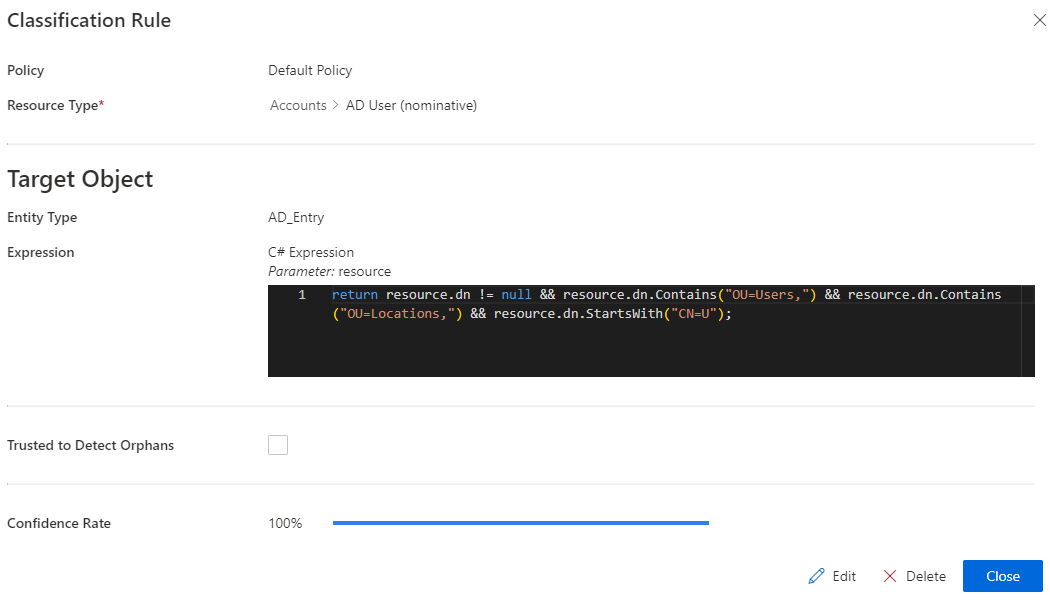 Classification Rule
Policy Default Policy
Resource Type* Accounts > AD User (nominative)
Target Object
Entity Type AD_Entry
Expression C# Expression
Parameter: resource
1 return resource.dn != null && resource.dn.Contains("OU=Users,") && resource.dn.Contains
("OU=Locations,") && resource.dn.StartsWith("CN=U");
Trusted to Detect Orphans
Confidence Rate 100%
Edit Delete Close